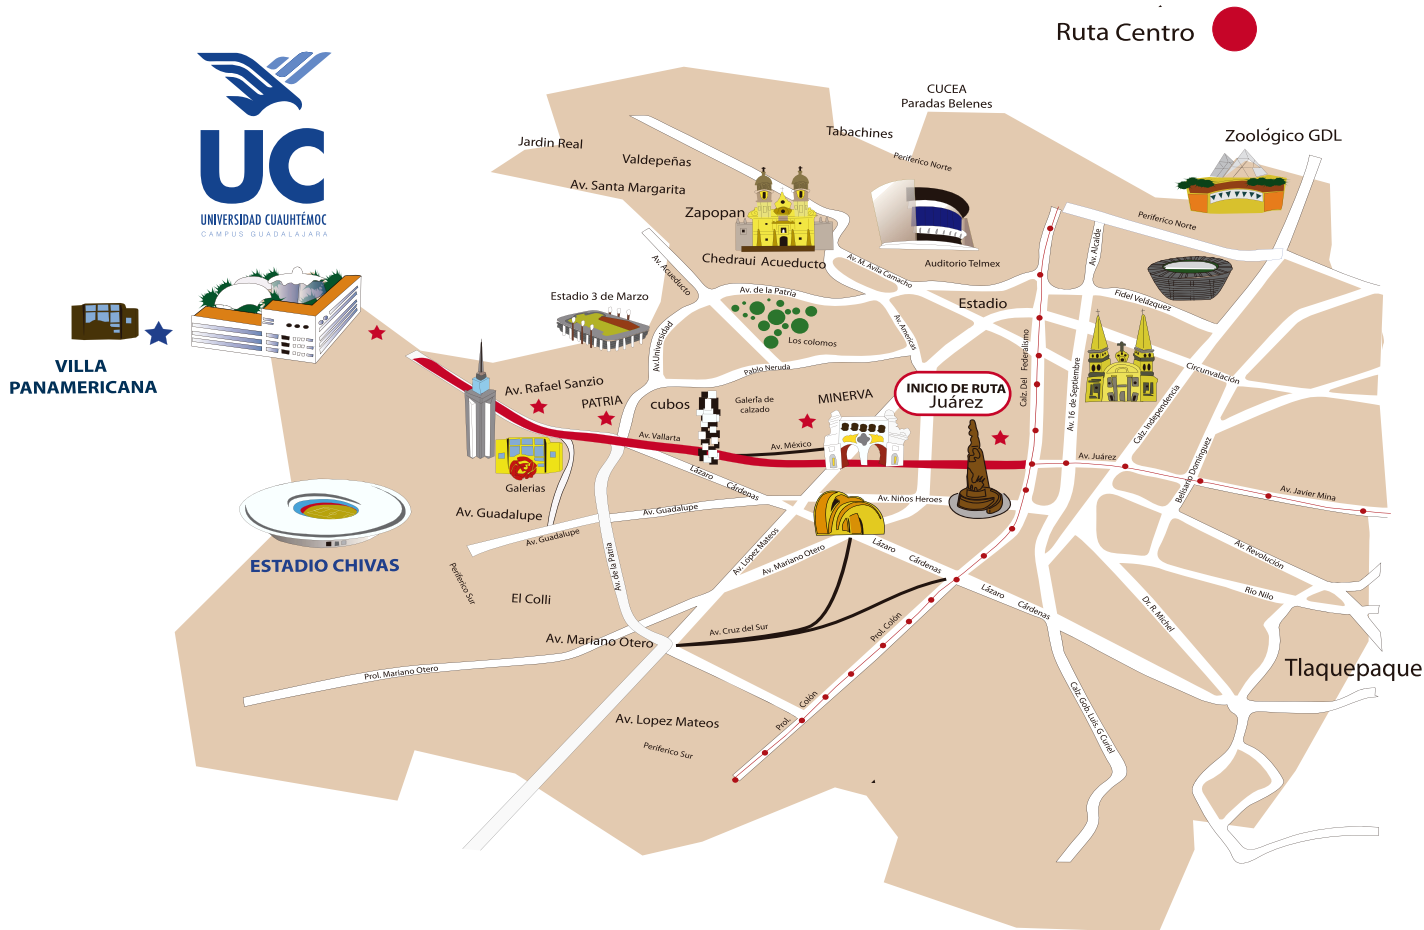 Ruta Centro
UC
UNIVERSIDAD CUAUHTÉMOC
CAMPUS GUADALAJARA
CUCEA
Paradas Belenes
Tabachines
Zoológico GDL
Jardin Real
Valdepeñas
Periferico Norte
Av. Santa Margarita
Zapopan
Periferico Norte
Av. Alcalde
Chedraui Acueducto
Av. M. Avila Camacho
Auditorio Telmex
Av. Acueducto
Av. de la Patria
Estadio 3 de Marzo
Estadio
Fidel Velázquez
Los colomos
Av. Americas
Av.Universidad
Calz. Del Federalismo
Pablo Neruda
Circunvalación
VILLA
PANAMERICANA
Av. Rafael Sanzio
PATRIA
cubos
Galería de
calzado
MINERVA
INICIO DE RUTA
Juárez
Av. 16 de Septiembre
Calz. Independencia
Av. Vallarta
Av. México
Av. Juárez
Belisario Dominguez
Lázaro Cárdenas
Galerias
Av. Niños Heroes
Av. Javier Mina
Av. Guadalupe
Av. Guadalupe
Av. Guadalupe
ESTADIO CHIVAS
Av. López Mateos
Av. Mariano Otero
Lázaro Cárdenas
Av. Revolución
Periferico Sur
Av. de la Patria
El Colli
Lázaro Cárdenas
Rio Nilo
Dr. R. Michel
Av. Cruz del Sur
Prol. Colón
Av. Mariano Otero
Prol. Mariano Otero
Tlaquepaque
Prol. Colón
Calz. Gob. Luis. G Curiel
Av. Lopez Mateos
Periferico Sur